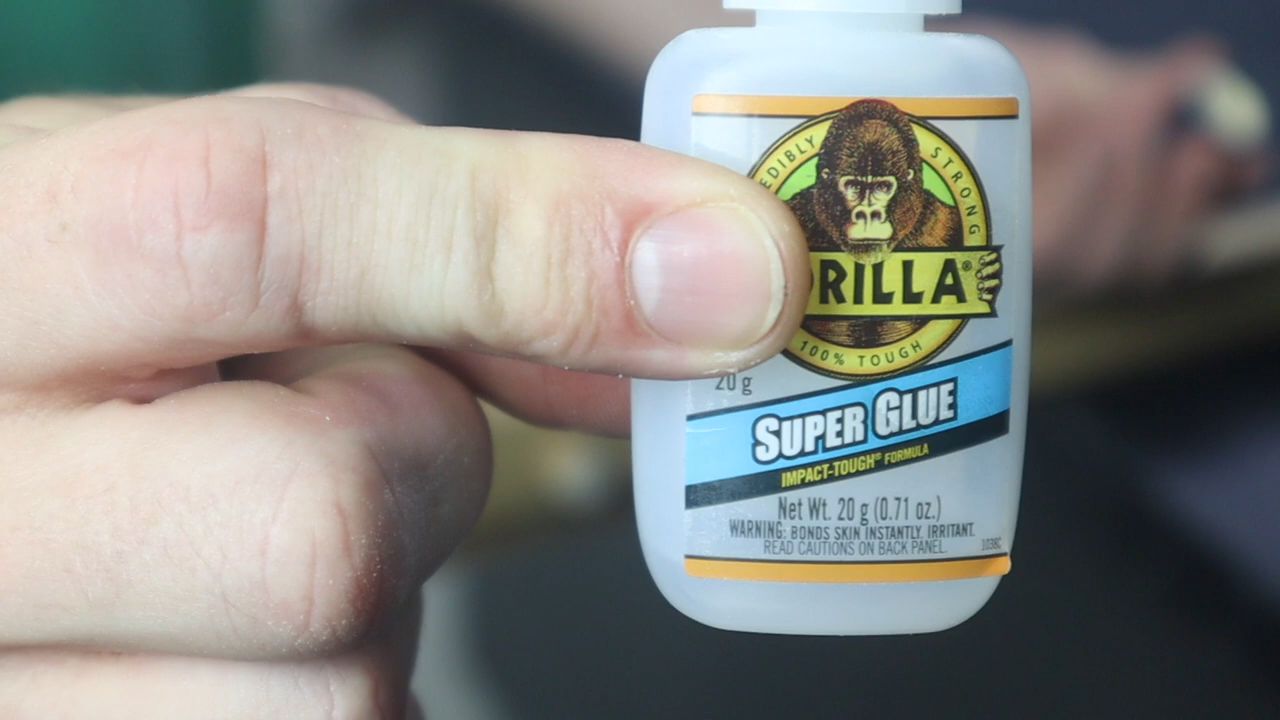 EDIBLY STRONG
RILLA®
100% TOUGH
20 g
SUPER GLUE
IMPACT-TOUGH® FORMULA
Net Wt. 20 g (0.71 oz.)
WARNING: BONDS SKIN INSTANTLY. IRRITANT.
READ CAUTIONS ON BACK PANEL.